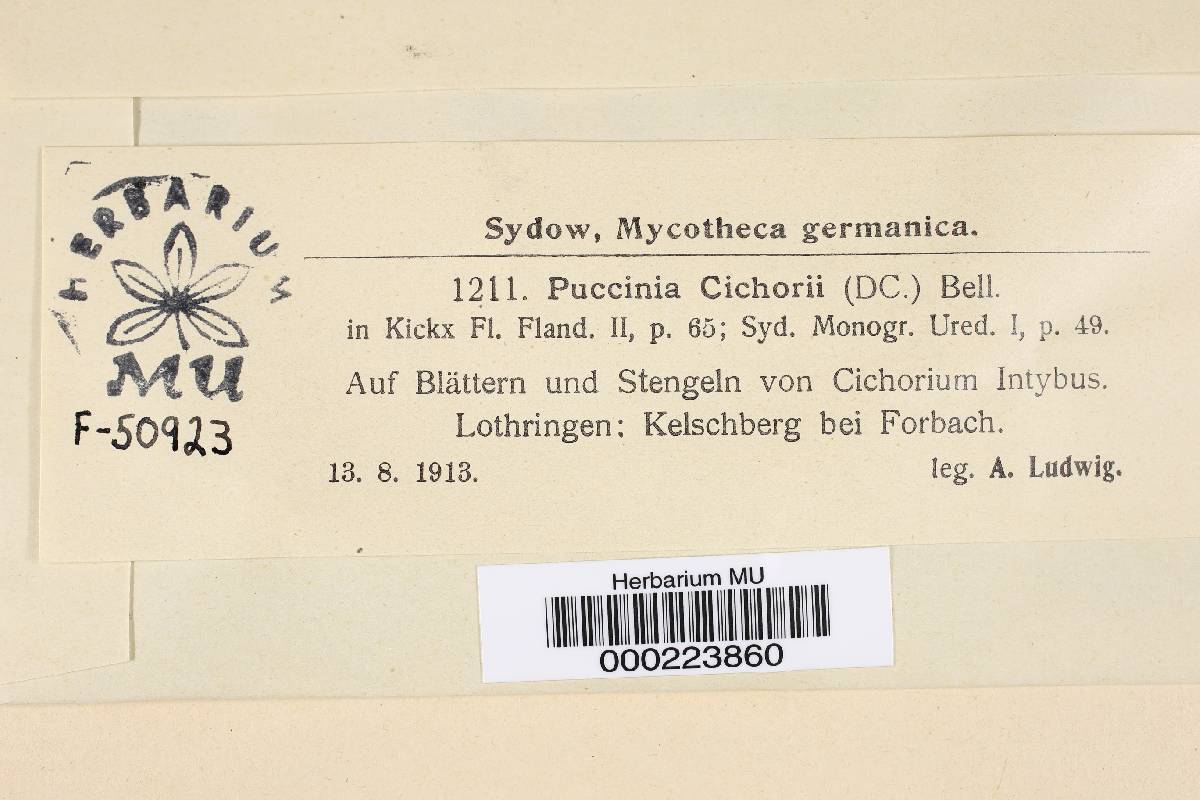 HERBARIUM
MU
F-50923
Sydow, Mycotheca germanica.
1211. Puccinia Cichorii (DC.) Bell.
in Kickx Fl. Fland. II, p. 65; Syd. Monogr. Ured. I, p. 49.
Auf Blättern und Stengeln von Cichorium Intybus.
Lothringen: Kelschberg bei Forbach.
13. 8. 1913. leg. A. Ludwig.
Herbarium MU
000223860